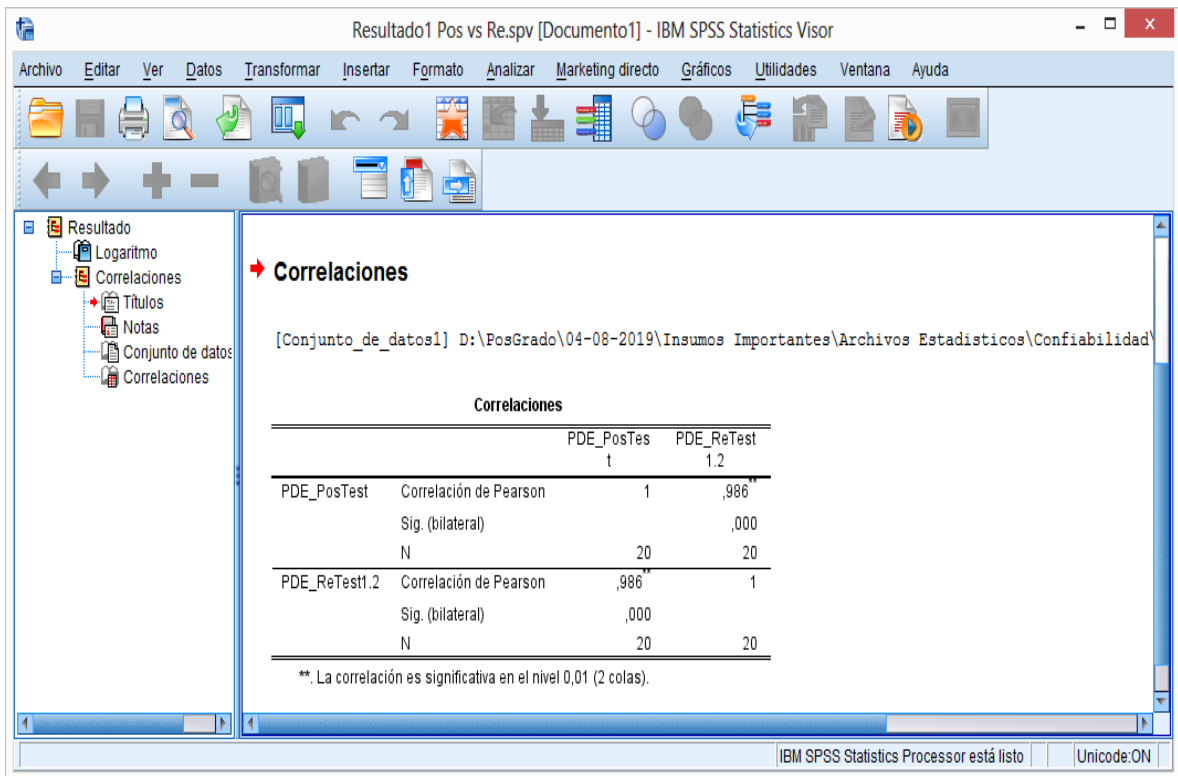 Resultado1 Pos vs Re.spv [Documento1] - IBM SPSS Statistics Visor
Archivo Editar Ver Datos Transformar Insertar Formato Analizar Marketing directo Gráficos Utilidades Ventana Ayuda
Resultado
Logaritmo
Correlaciones
Títulos
Notas
Conjunto de datos
Correlaciones
Correlaciones
[Conjunto_de_datos1] D:\PosGrado\04-08-2019\Insumos Importantes\Archivos Estadisticos\Confiabilidad\
Correlaciones
PDE_PosTes
t
PDE_ReTest
1.2
PDE_PosTest Correlación de Pearson 1 ,986**
Sig. (bilateral) ,000
N 20 20
PDE_ReTest1.2 Correlación de Pearson ,986** 1
Sig. (bilateral) ,000
N 20 20
**. La correlación es significativa en el nivel 0,01 (2 colas).
IBM SPSS Statistics Processor está listo Unicode:ON